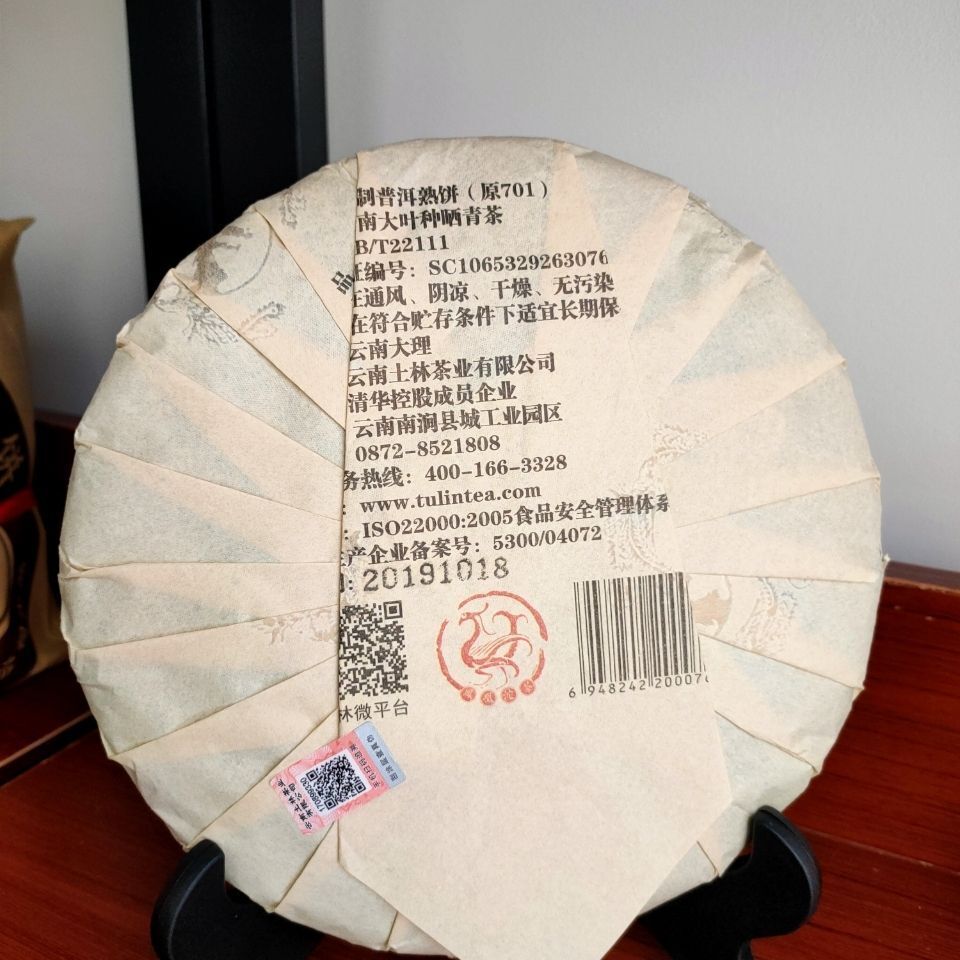 制普洱熟饼（原701）
南大叶种晒青茶
B/T22111
品
证编号：SC1065329263076
在通风、阴凉、干燥、无污染
在符合贮存条件下适宜长期保
云南大理
云南土林茶业有限公司
清华控股成员企业
云南南涧县城工业园区
0872-8521808
务热线：400-166-3328
：www.tulintea.com
：ISO22000:2005食品安全管理体系
产企业备案号：5300/04072
：20191018
林微平台
6 948242 20007